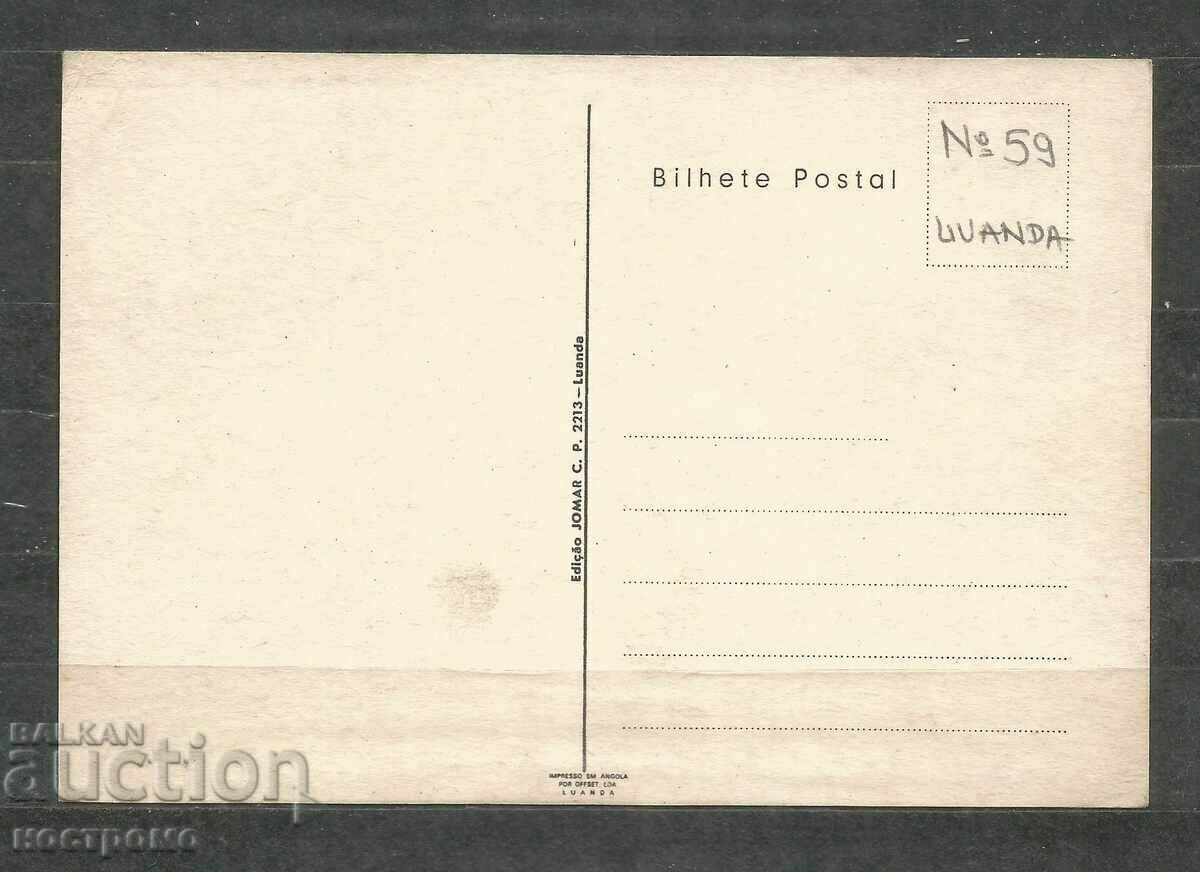 Bilhete Postal
Nº 59
LUANDA
Edição JOMAR C. P. 2213 – Luanda
IMPRESSO EM ANGOLA
POR OFFSET, LDA
LUANDA
BALKAN
auction
ностромо